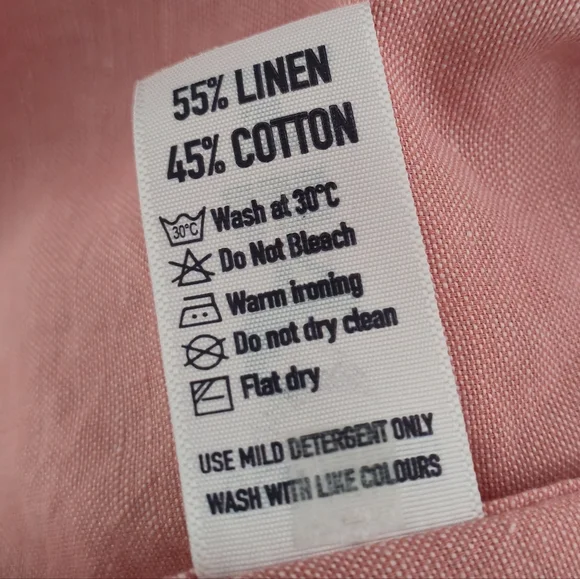 55% LINEN
45% COTTON
30°C Wash at 30°C
Do Not Bleach
Warm ironing
Do not dry clean
Flat dry
USE MILD DETERGENT ONLY
WASH WITH LIKE COLOURS